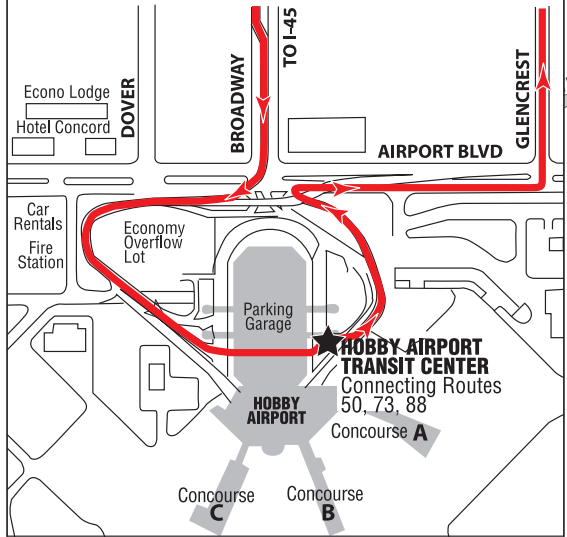 TO I-45
BROADWAY
DOVER
GLENCREST
Econo Lodge
Hotel Concord
AIRPORT BLVD
Car
Rentals
Fire
Station
Economy
Overflow
Lot
Parking
Garage
HOBBY AIRPORT
TRANSIT CENTER
Connecting Routes
50, 73, 88
HOBBY
AIRPORT
Concourse A
Concourse
C
Concourse
B